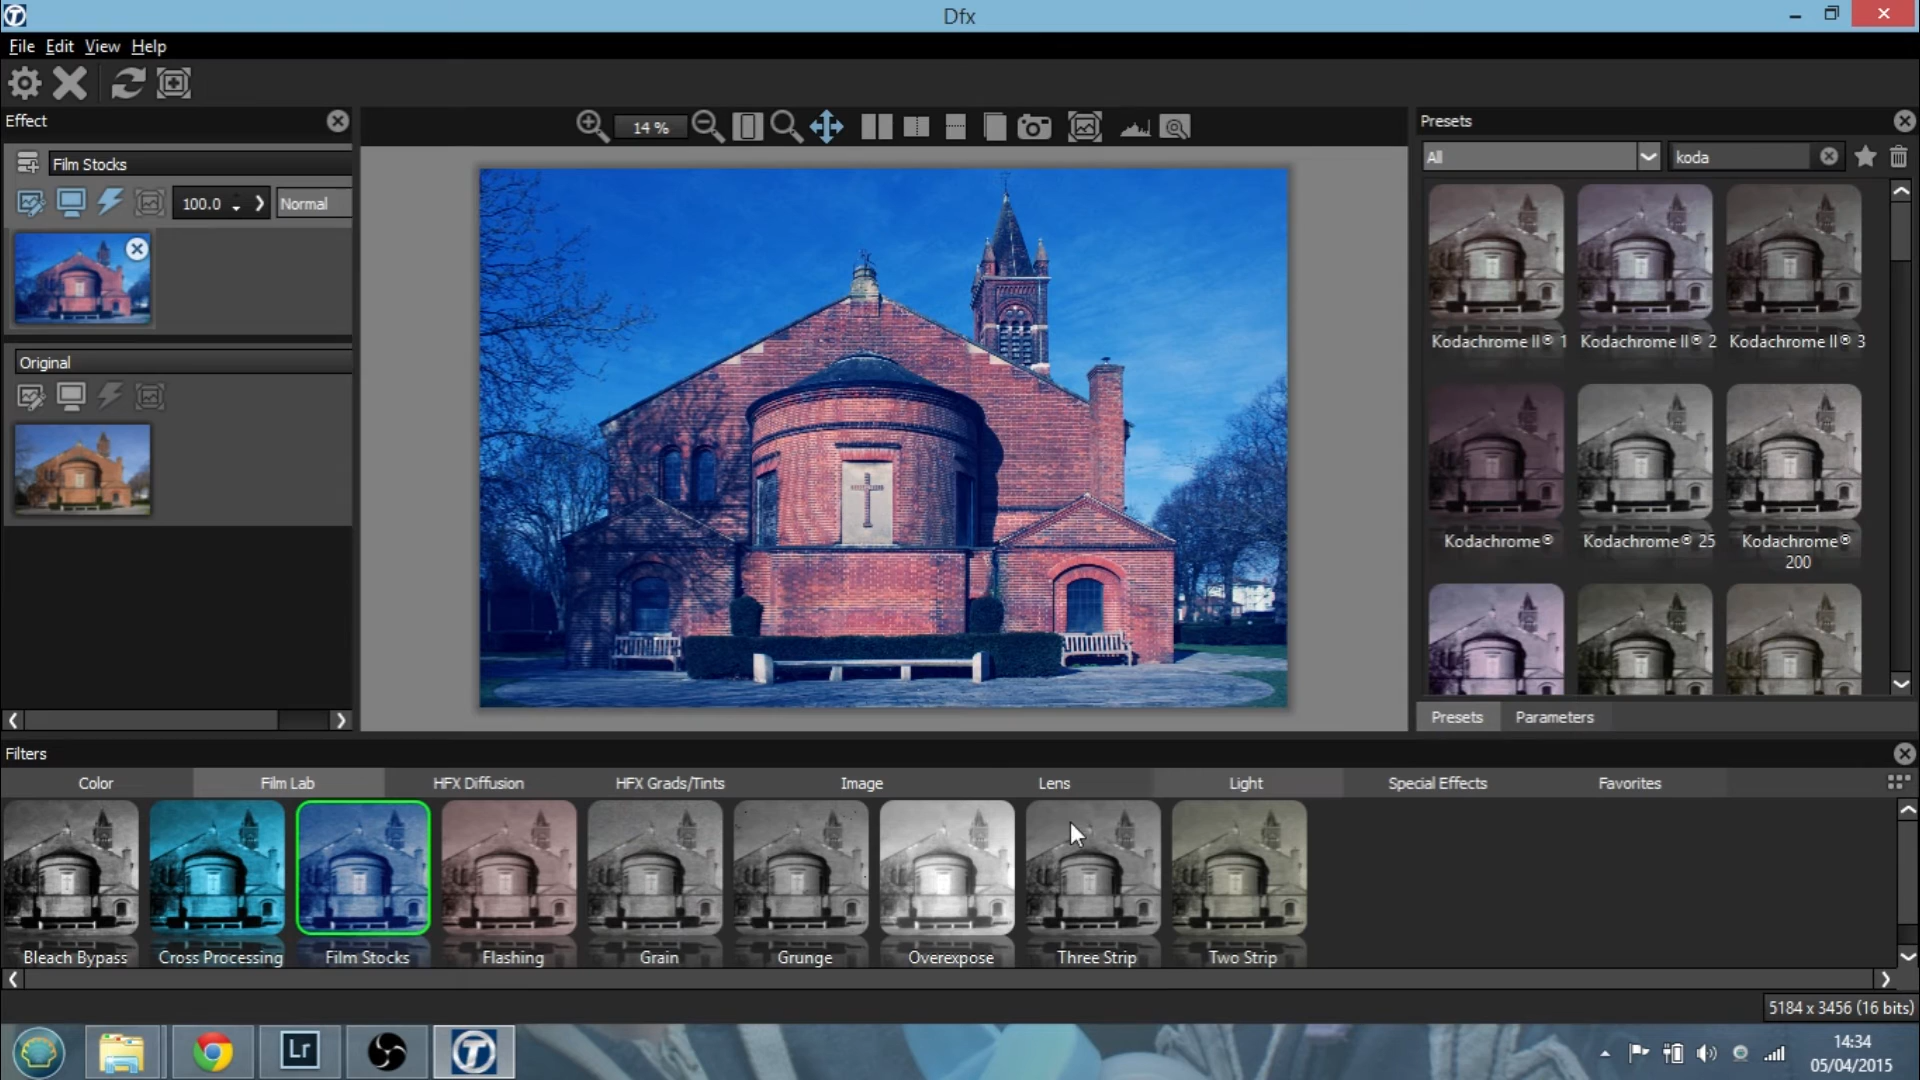 Dfx
File Edit View Help
Effect
14 %
Presets
Film Stocks
All
koda
100.0
Normal
Kodachrome II® 1
Kodachrome II® 2
Kodachrome II® 3
Original
Kodachrome®
Kodachrome® 25
Kodachrome®
200
Presets
Parameters
Filters
Color
Film Lab
HFX Diffusion
HFX Grads/Tints
Image
Lens
Light
Special Effects
Favorites
Bleach Bypass
Cross Processing
Film Stocks
Flashing
Grain
Grunge
Overexpose
Three Strip
Two Strip
5184 x 3456 (16 bits)
Lr
14:34
05/04/2015